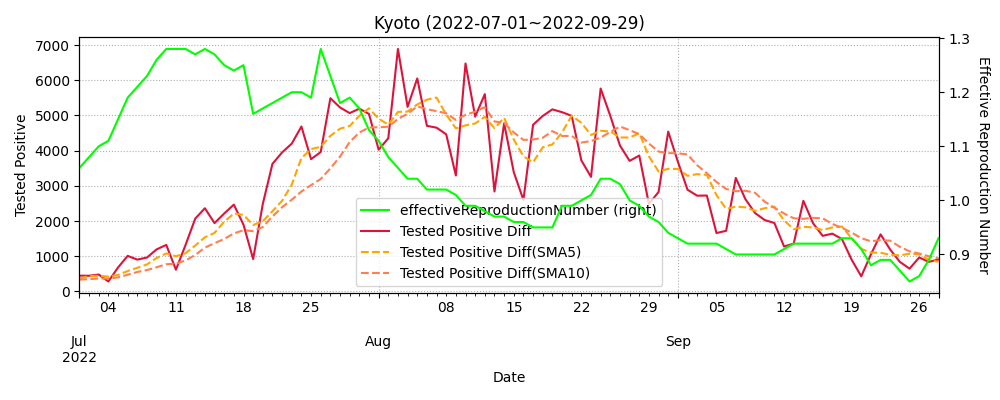 Kyoto (2022-07-01~2022-09-29)
7000
6000
5000
4000
3000
2000
1000
0
Tested Positive
1.3
1.2
1.1
1.0
0.9
Effective Reproduction Number
effectiveReproductionNumber (right)
Tested Positive Diff
Tested Positive Diff(SMA5)
Tested Positive Diff(SMA10)
04 11 18 25 08 15 22 29 05 12 19 26
Jul Aug Sep
2022
Date